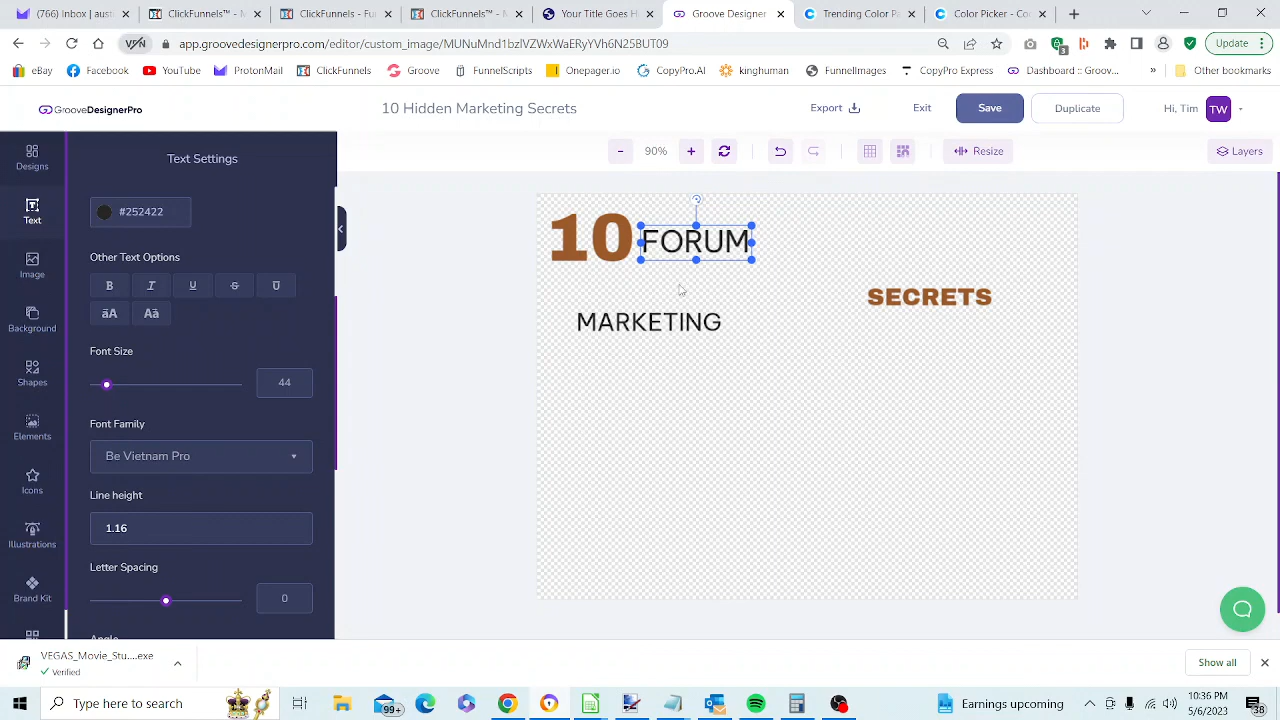 (766)
ClickFunnels - Fu
ClickFunnels™ - M
Your Title Goes H
Groove Designer
Trending Color Pa
Color Picker - Coo
VPN
app.groovedesignerpro.com/editor/custom_image/MUNuMnd1bzlVZWxWaERyYVh6N25BUT09
Update
eBay
Facebook
YouTube
ProtonMail
ClickFunnels
Groove
FunnelScripts
Onepager.io
CopyPro.AI
kinghurum
FunnelImages
CopyPro Express
Dashboard :: Groov...
Other bookmarks
GrooveDesignerPro
10 Hidden Marketing Secrets
Export
Exit
Save
Duplicate
Hi, Tim
TW
Designs
Text
Image
Background
Shapes
Elements
Icons
Illustrations
Brand Kit
Text Settings
#252422
Other Text Options
B I U S U
aA Aa
Font Size
44
Font Family
Be Vietnam Pro
Line height
1.16
Letter Spacing
0
Angle
90%
Resize
Layers
10 FORUM
SECRETS
MARKETING
VEGAS_Movie_Stu....exe
Verified
Show all
Type here to search
99+
Earnings upcoming
10:36 PM
5/6/2023